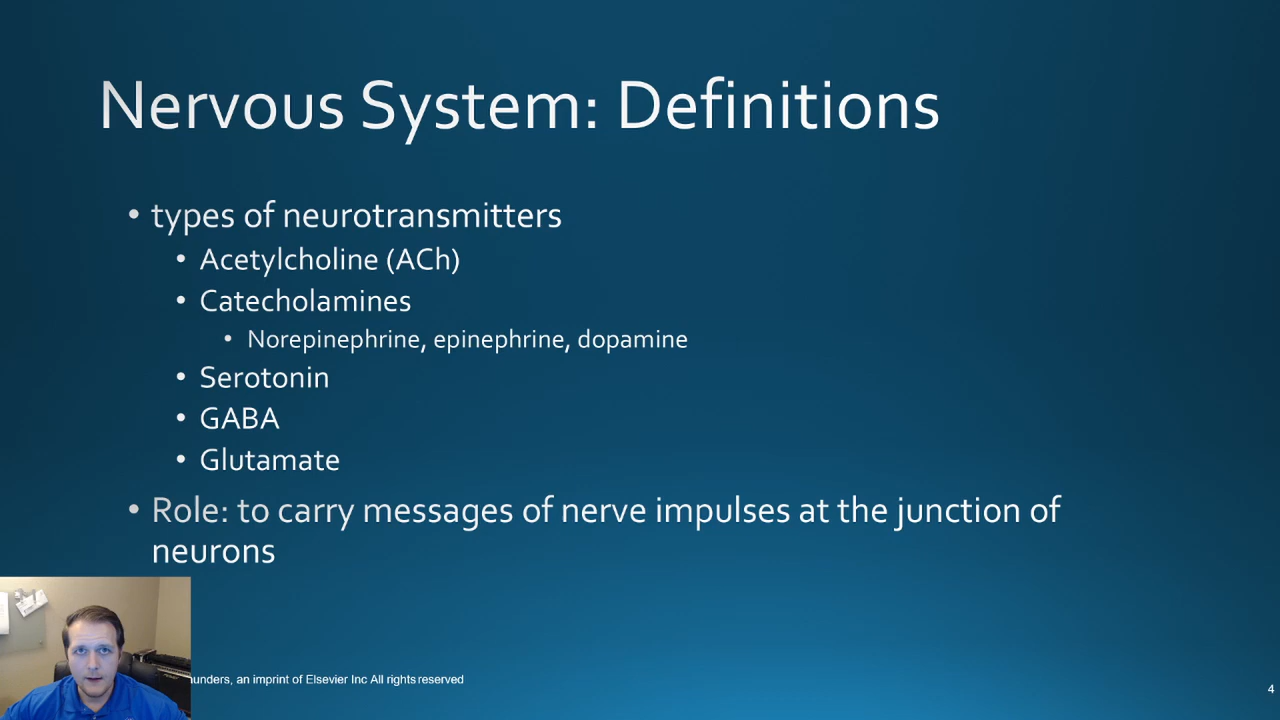 Nervous System: Definitions
• types of neurotransmitters
• Acetylcholine (ACh)
• Catecholamines
• Norepinephrine, epinephrine, dopamine
• Serotonin
• GABA
• Glutamate
• Role: to carry messages of nerve impulses at the junction of
neurons
an imprint of Elsevier Inc All rights reserved
4